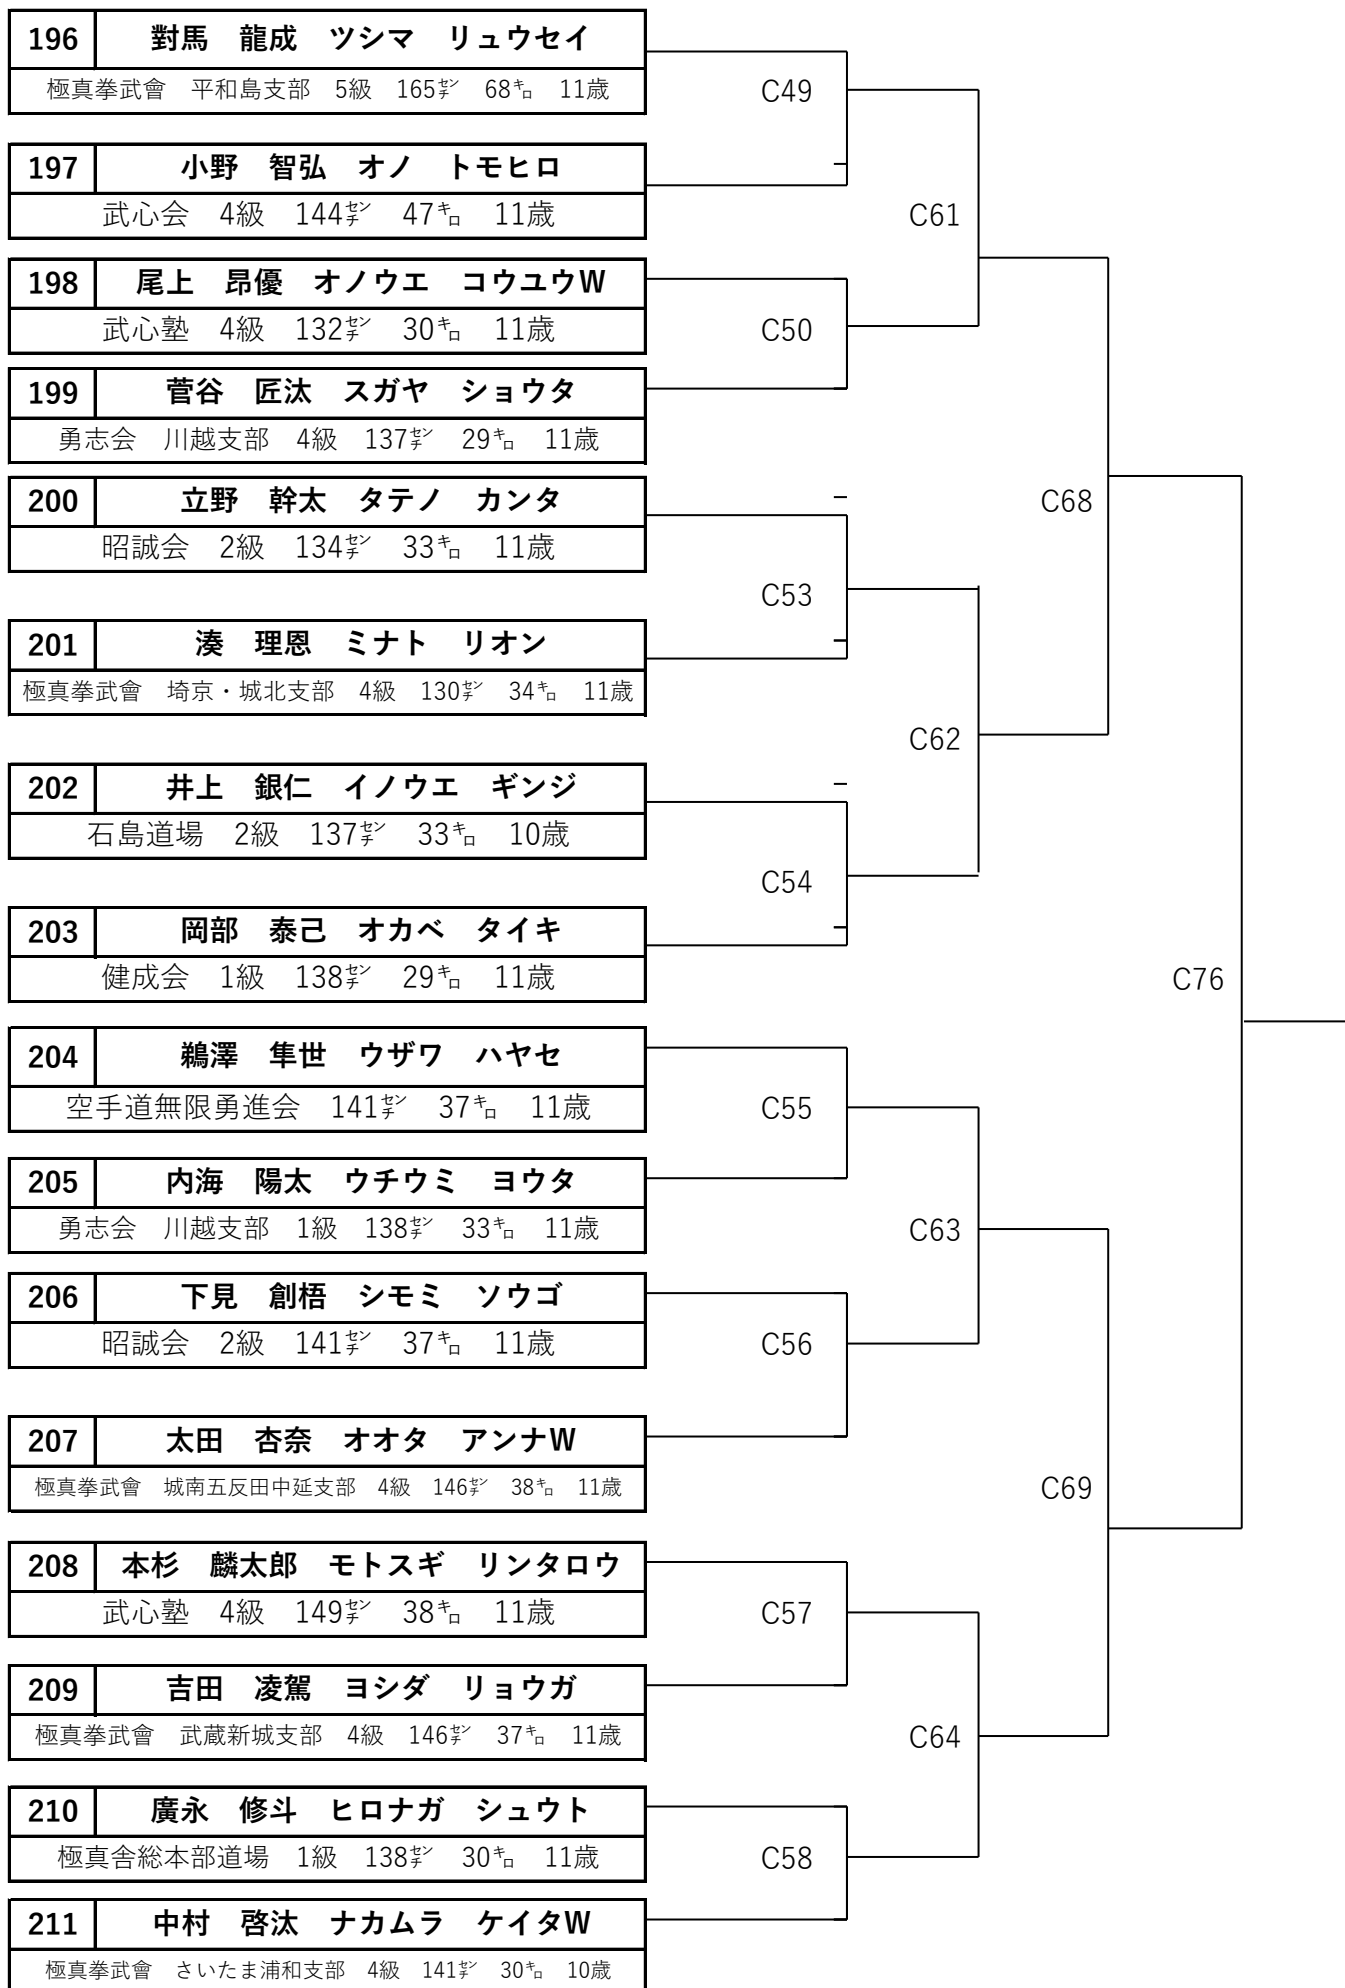 196 對馬　龍成　ツシマ　リュウセイ
極真拳武會　平和島支部　5級　165㌢　68㌔　11歳
C49
197 小野　智弘　オノ　トモヒロ
武心会　4級　144㌢　47㌔　11歳
C61
198 尾上　昂優　オノウエ　コウユウW
武心塾　4級　132㌢　30㌔　11歳
C50
199 菅谷　匠汰　スガヤ　ショウタ
勇志会　川越支部　4級　137㌢　29㌔　11歳
200 立野　幹太　タテノ　カンタ
C68
昭誠会　2級　134㌢　33㌔　11歳
C53
201 湊　理恩　ミナト　リオン
極真拳武會　埼京・城北支部　4級　130㌢　34㌔　11歳
C62
202 井上　銀仁　イノウエ　ギンジ
石島道場　2級　137㌢　33㌔　10歳
C54
203 岡部　泰己　オカベ　タイキ
健成会　1級　138㌢　29㌔　11歳
C76
204 鵜澤　隼世　ウザワ　ハヤセ
空手道無限勇進会　141㌢　37㌔　11歳
C55
205 内海　陽太　ウチウミ　ヨウタ
勇志会　川越支部　1級　138㌢　33㌔　11歳
C63
206 下見　創梧　シモミ　ソウゴ
昭誠会　2級　141㌢　37㌔　11歳
C56
207 太田　杏奈　オオタ　アンナW
極真拳武會　城南五反田中延支部　4級　146㌢　38㌔　11歳
C69
208 本杉　麟太郎　モトスギ　リンタロウ
武心塾　4級　149㌢　38㌔　11歳
C57
209 吉田　凌駕　ヨシダ　リョウガ
極真拳武會　武蔵新城支部　4級　146㌢　37㌔　11歳
C64
210 廣永　修斗　ヒロナガ　シュウト
極真舎総本部道場　1級　138㌢　30㌔　11歳
C58
211 中村　啓汰　ナカムラ　ケイタW
極真拳武會　さいたま浦和支部　4級　141㌢　30㌔　10歳